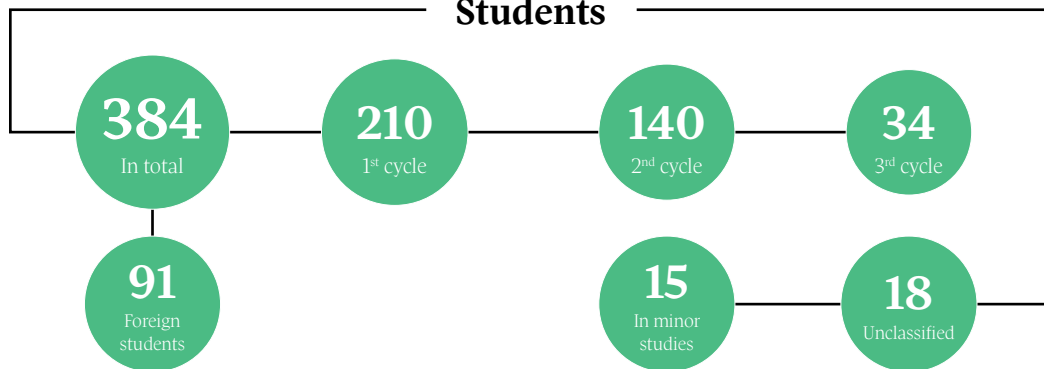 Students
384
In total
210
1st cycle
140
2nd cycle
34
3rd cycle
91
Foreign
students
15
In minor
studies
18
Unclassified